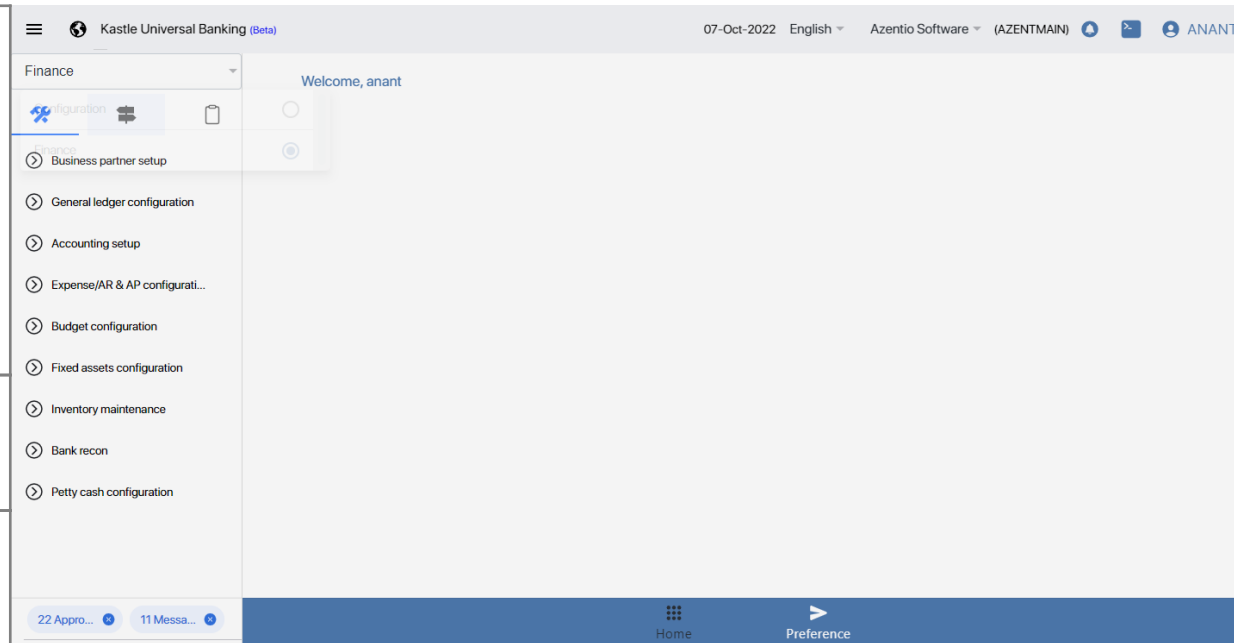 Kastle Universal Banking (Beta)
07-Oct-2022 English Azentio Software (AZENTMAIN) ANANT
Finance
Welcome, anant
Configuration
Finance
Business partner setup
General ledger configuration
Accounting setup
Expense/AR & AP configurati...
Budget configuration
Fixed assets configuration
Inventory maintenance
Bank recon
Petty cash configuration
22 Appro... 11 Messa...
Home Preference